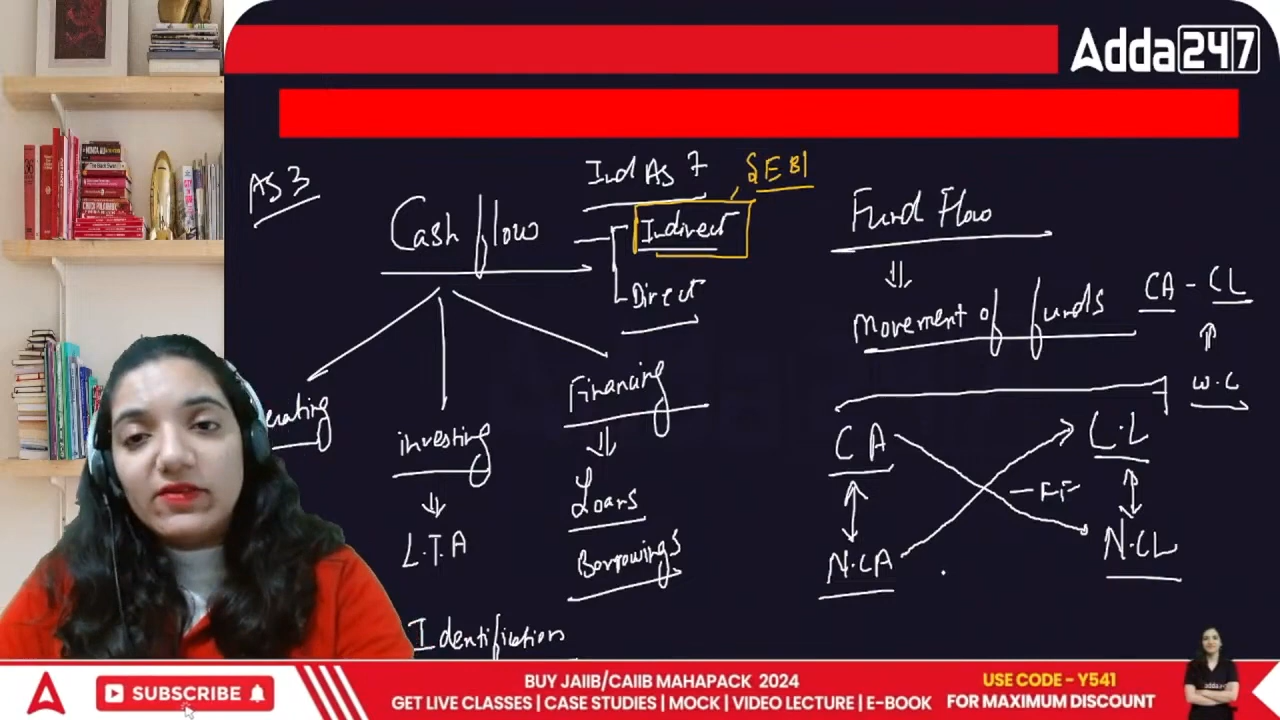 Adda247
AS 3
Ind AS 7
SEBI
Cash flow
Indirect
Direct
Fund Flow
Movement of funds
CA - CL
W.C
erating
investing
Financing
L.T.A
Loans
Borrowings
CA
C.L
FF
N.CA
N.CL
Identification
SUBSCRIBE
BUY JAIIB/CAIIB MAHAPACK 2024
GET LIVE CLASSES | CASE STUDIES | MOCK | VIDEO LECTURE | E-BOOK
USE CODE - Y541
FOR MAXIMUM DISCOUNT